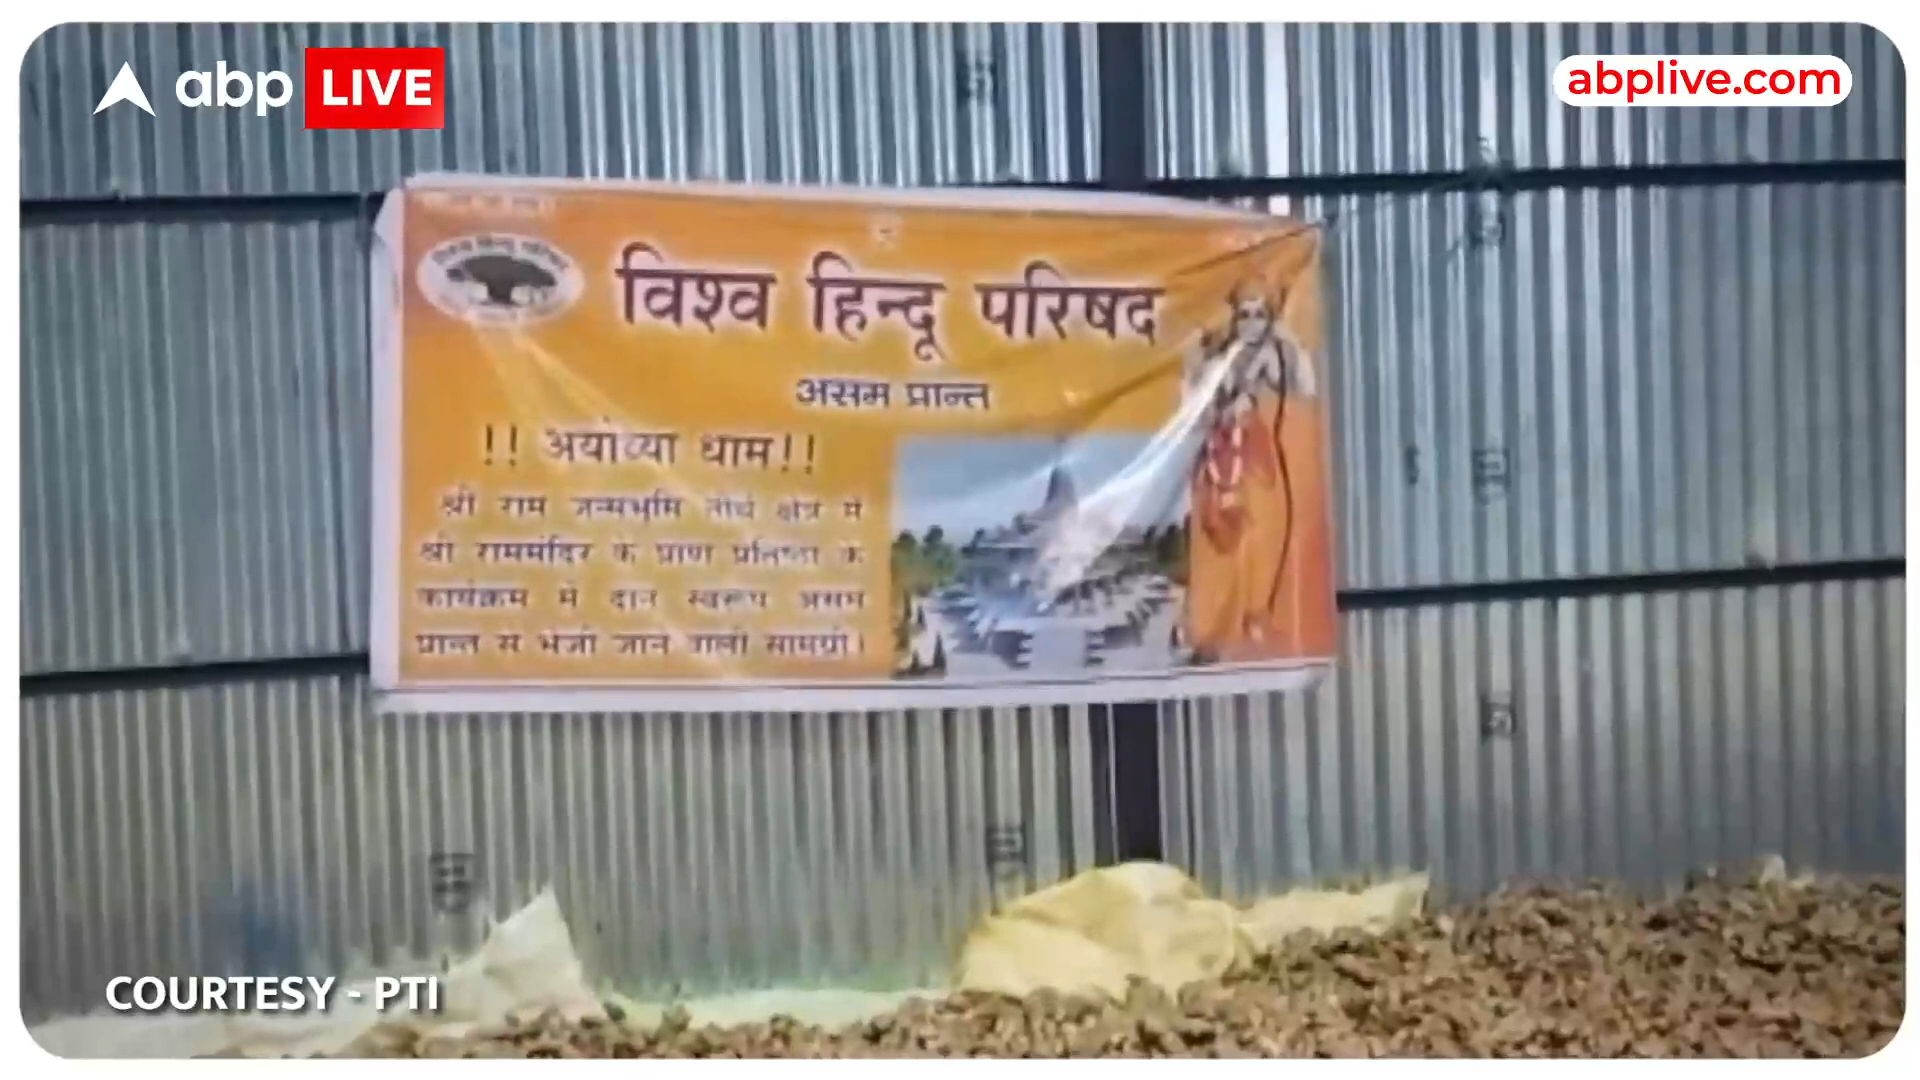 abp LIVE
abplive.com
विश्व हिन्दू परिषद
असम प्रान्त
!! अयोध्या धाम !!
श्री राम जन्मभूमि तीर्थ क्षेत्र में
श्री राममंदिर के प्राण प्रतिष्ठा के
कार्यक्रम में दान स्वरूप असम
प्रान्त से भेजी जाने वाली सामग्री।
COURTESY - PTI